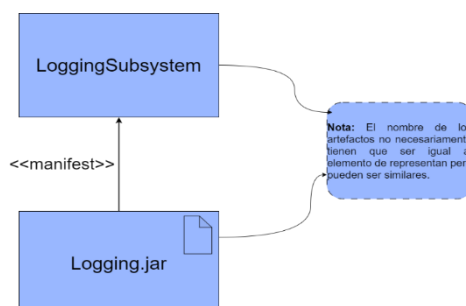 LoggingSubsystem
Nota: El nombre de lo
artefactos no necesariament
tienen que ser igual a
elemento de representan per
pueden ser similares.
<<manifest>>
Logging.jar